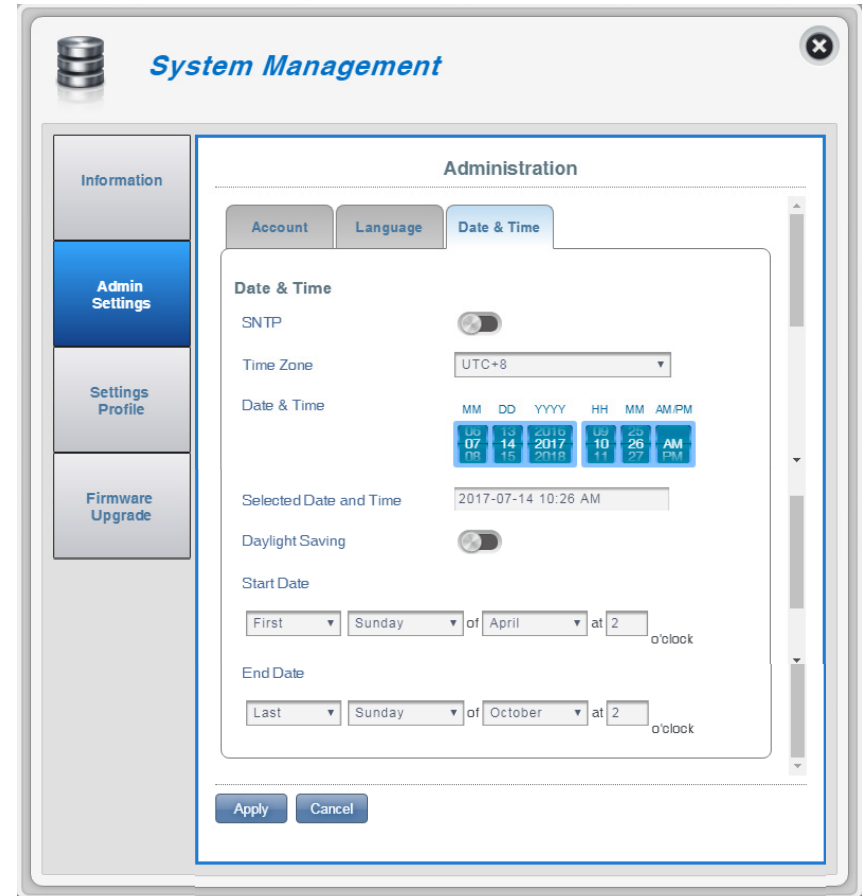 System Management
Administration
Information
Admin
Settings
Settings
Profile
Firmware
Upgrade
Account Language Date & Time
Date & Time
SNTP
Time Zone UTC+8
Date & Time
MM DD YYYY HH MM AM/PM
06 13 2016 09 25
07 14 2017 10 26 AM
08 15 2018 11 27 PM
Selected Date and Time 2017-07-14 10:26 AM
Daylight Saving
Start Date
First Sunday of April at 2 o'clock
End Date
Last Sunday of October at 2 o'clock
Apply Cancel